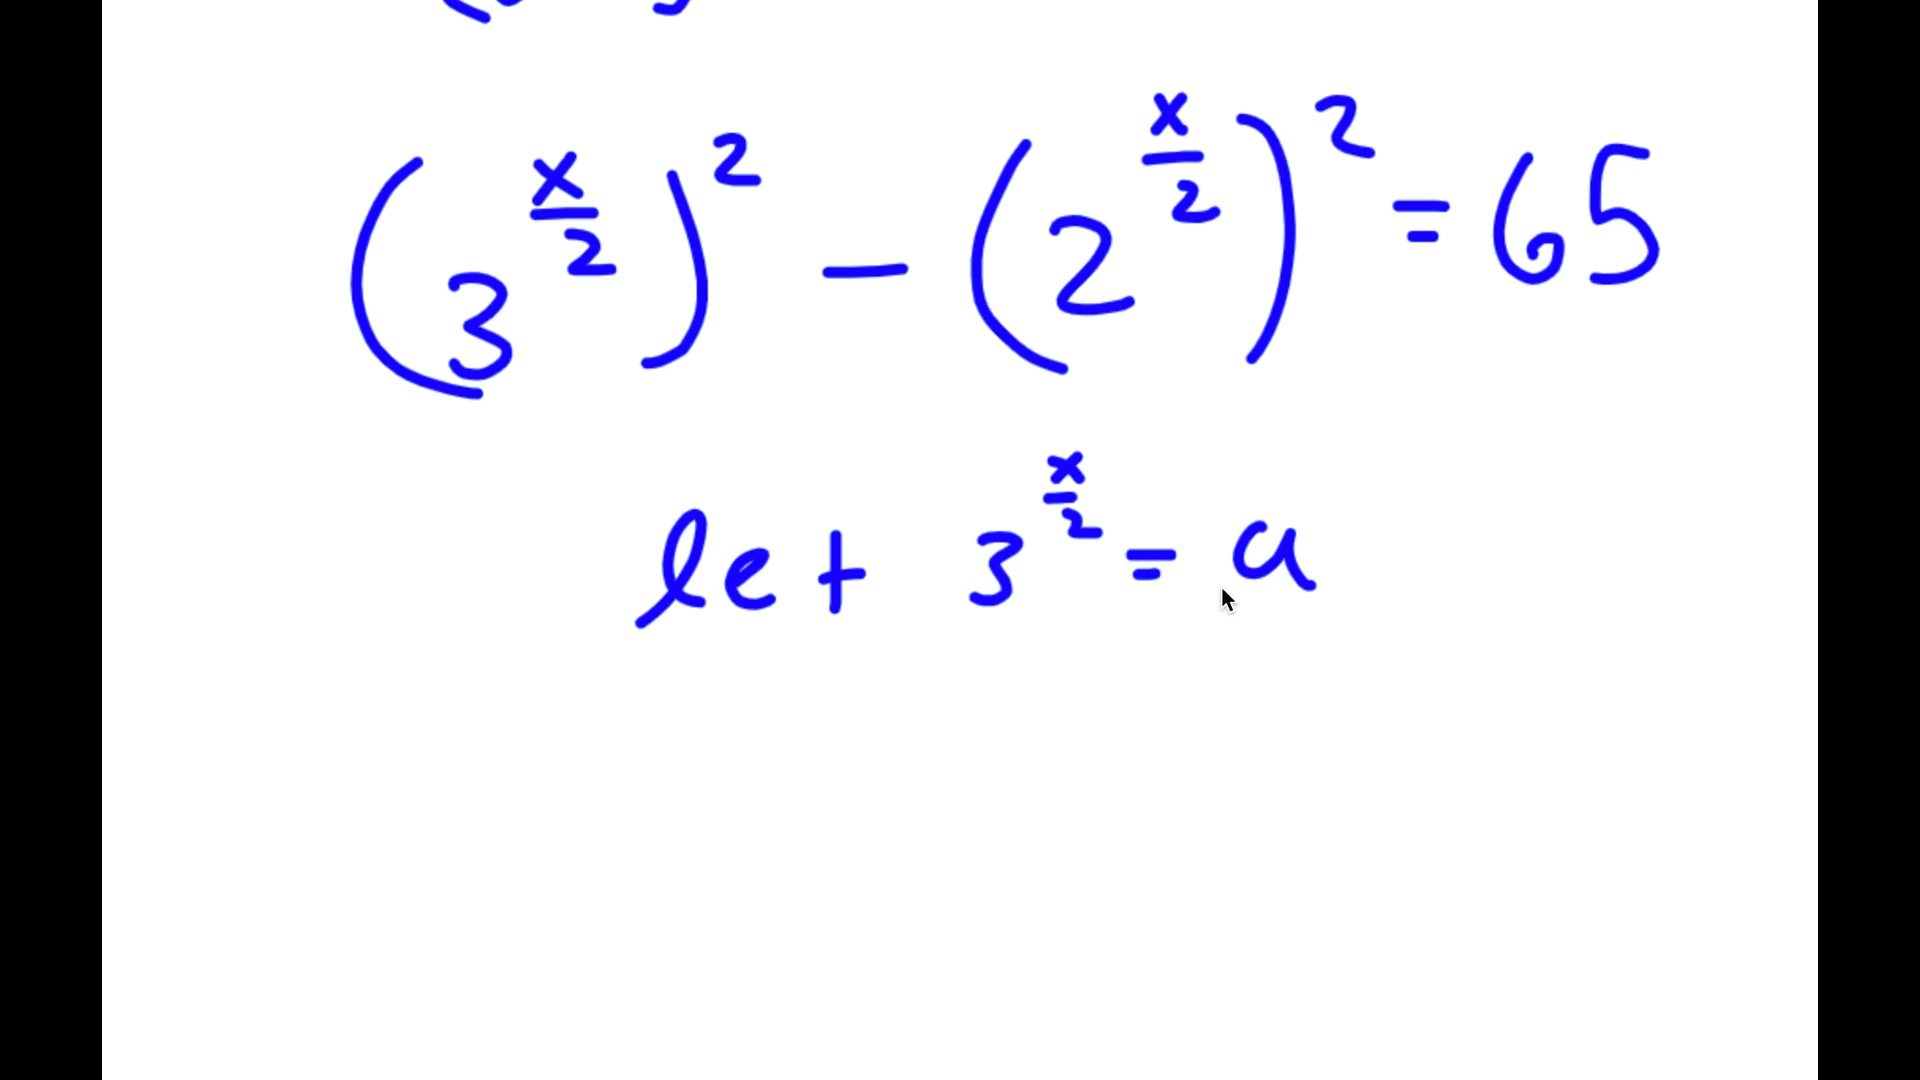 (3^(x/2))^2 - (2^(x/2))^2 = 65
let 3^(x/2) = a